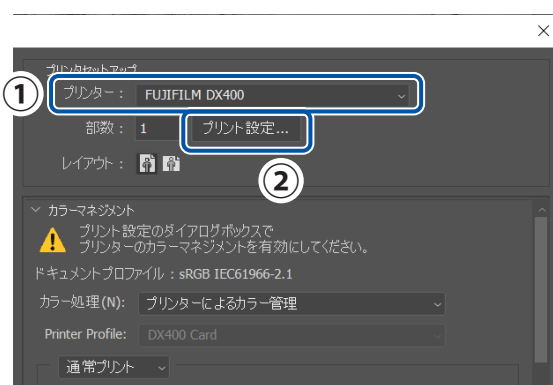 プリンタセットアップ
① プリンター： FUJIFILM DX400
部数： 1 プリント設定...
②
レイアウト：
カラーマネジメント
プリント設定のダイアログボックスで
プリンターのカラーマネジメントを有効にしてください。
ドキュメントプロファイル：sRGB IEC61966-2.1
カラー処理(N): プリンターによるカラー管理
Printer Profile: DX400 Card
通常プリント